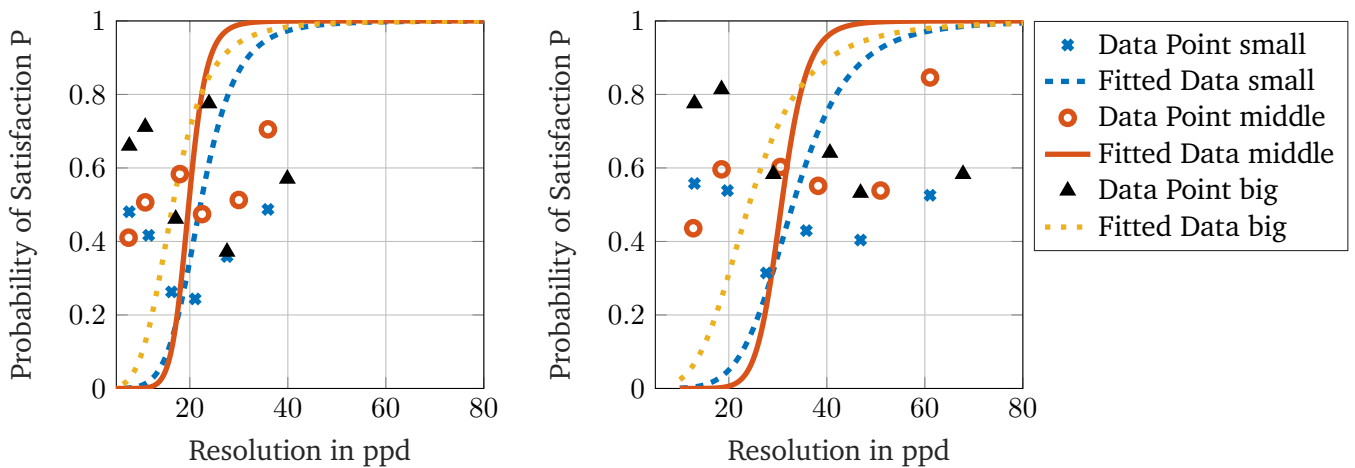 Probability of Satisfaction P
1
0.8
0.6
0.4
0.2
0
20
40
60
80
Resolution in ppd
Probability of Satisfaction P
1
0.8
0.6
0.4
0.2
0
20
40
60
80
Resolution in ppd
Data Point small
Fitted Data small
Data Point middle
Fitted Data middle
Data Point big
Fitted Data big